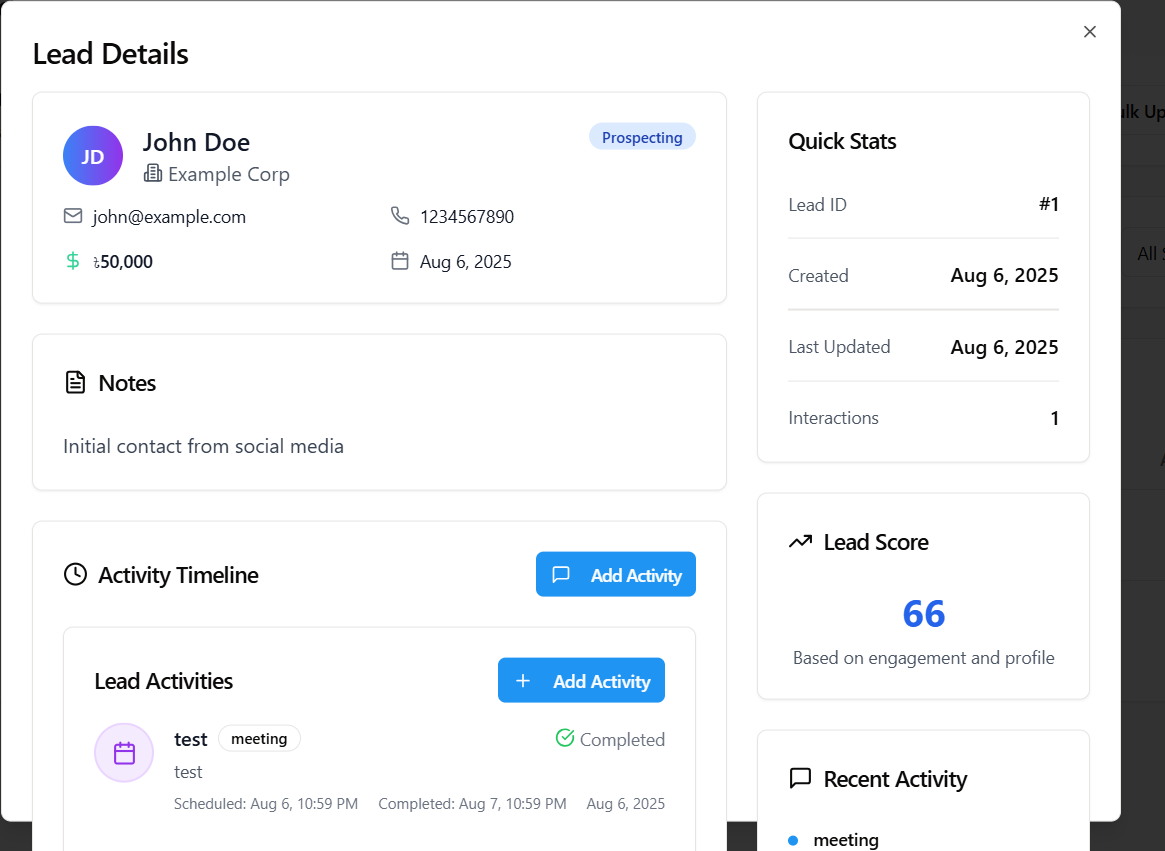 Lead Details
JD
John Doe
Example Corp
Prospecting
john@example.com
1234567890
৳50,000
Aug 6, 2025
Notes
Initial contact from social media
Activity Timeline
Add Activity
Lead Activities
Add Activity
test
meeting
Completed
test
Scheduled: Aug 6, 10:59 PM
Completed: Aug 7, 10:59 PM
Aug 6, 2025
Quick Stats
Lead ID
#1
Created
Aug 6, 2025
Last Updated
Aug 6, 2025
Interactions
1
Lead Score
66
Based on engagement and profile
Recent Activity
meeting
All